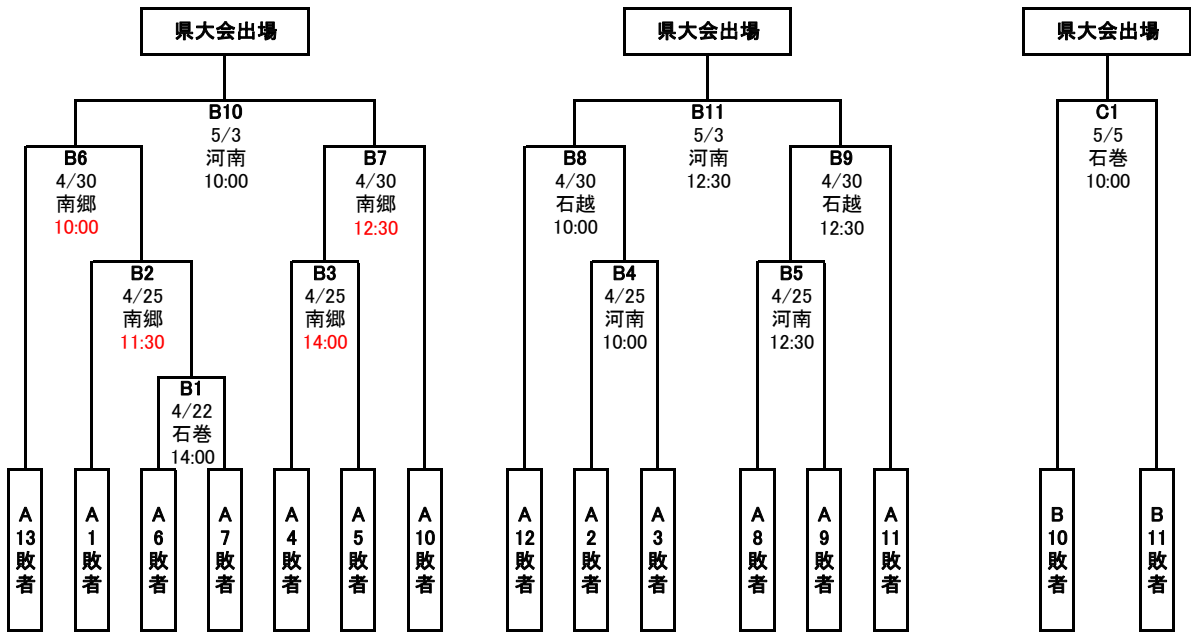 県大会出場
県大会出場
県大会出場
B10
5/3
河南
10:00
B11
5/3
河南
12:30
C1
5/5
石巻
10:00
B6
4/30
南郷
10:00
B7
4/30
南郷
12:30
B8
4/30
石越
10:00
B9
4/30
石越
12:30
B2
4/25
南郷
11:30
B3
4/25
南郷
14:00
B4
4/25
河南
10:00
B5
4/25
河南
12:30
B1
4/22
石巻
14:00
A13敗者
A1敗者
A6敗者
A7敗者
A4敗者
A5敗者
A10敗者
A12敗者
A2敗者
A3敗者
A8敗者
A9敗者
A11敗者
B10敗者
B11敗者